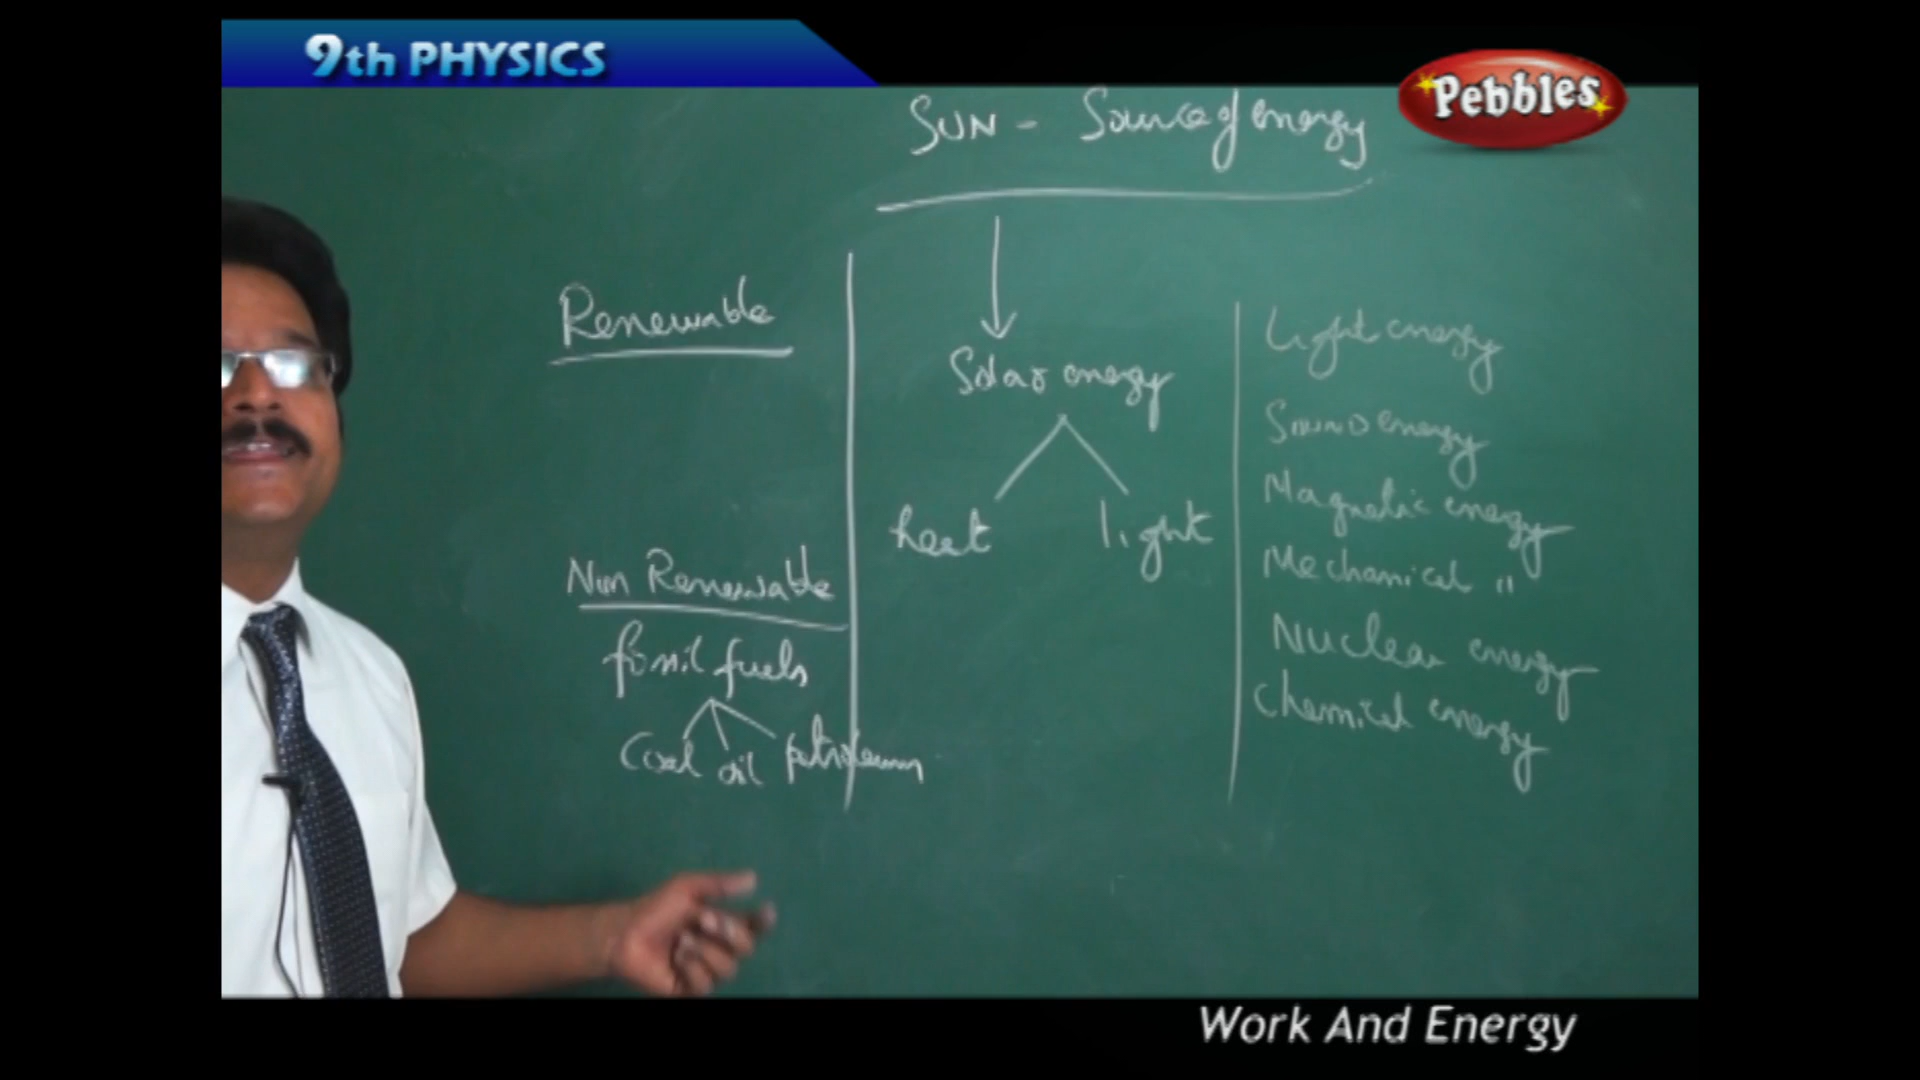 9th PHYSICS
Pebbles
SUN - Source of energy
Renewable
Non Renewable
fossil fuels
Coal oil petroleum
Solar energy
heat light
Light energy
Sound energy
Magnetic energy
Mechanical "
Nuclear energy
Chemical energy
Work And Energy